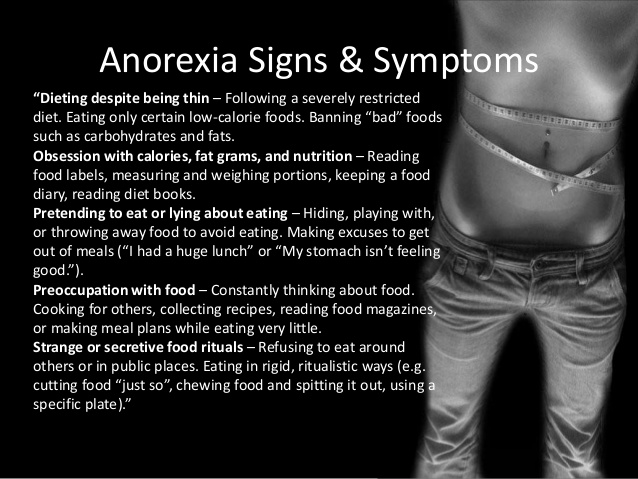 Anorexia Signs & Symptoms
“Dieting despite being thin – Following a severely restricted
diet. Eating only certain low-calorie foods. Banning “bad” foods
such as carbohydrates and fats.
Obsession with calories, fat grams, and nutrition – Reading
food labels, measuring and weighing portions, keeping a food
diary, reading diet books.
Pretending to eat or lying about eating – Hiding, playing with,
or throwing away food to avoid eating. Making excuses to get
out of meals (“I had a huge lunch” or “My stomach isn’t feeling
good.”).
Preoccupation with food – Constantly thinking about food.
Cooking for others, collecting recipes, reading food magazines,
or making meal plans while eating very little.
Strange or secretive food rituals – Refusing to eat around
others or in public places. Eating in rigid, ritualistic ways (e.g.
cutting food “just so”, chewing food and spitting it out, using a
specific plate).”